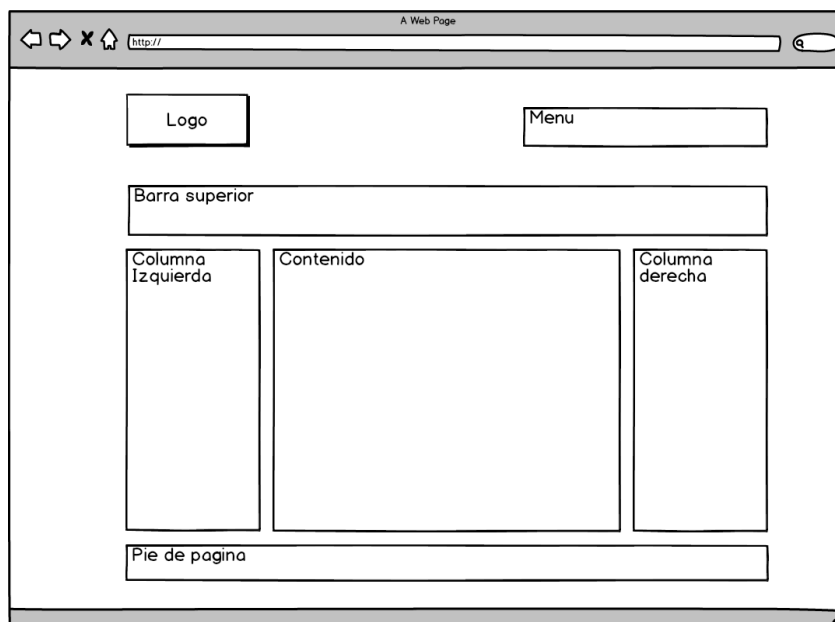 A Web Page
http://
Logo
Menu
Barra superior
Columna
Izquierda
Contenido
Columna
derecha
Pie de pagina